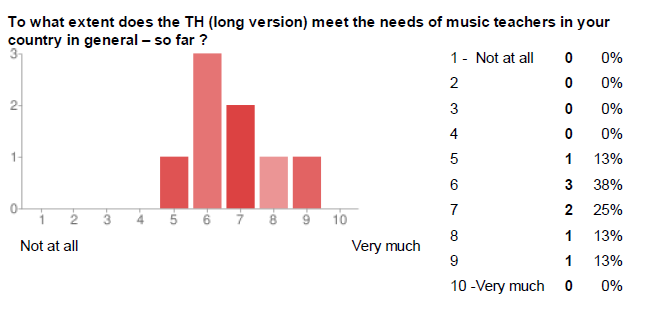 To what extent does the TH (long version) meet the needs of music teachers in your
country in general – so far ?
3
2
1
0
1 2 3 4 5 6 7 8 9 10
Not at all Very much
1 - Not at all 0 0%
2 0 0%
3 0 0%
4 0 0%
5 1 13%
6 3 38%
7 2 25%
8 1 13%
9 1 13%
10 -Very much 0 0%